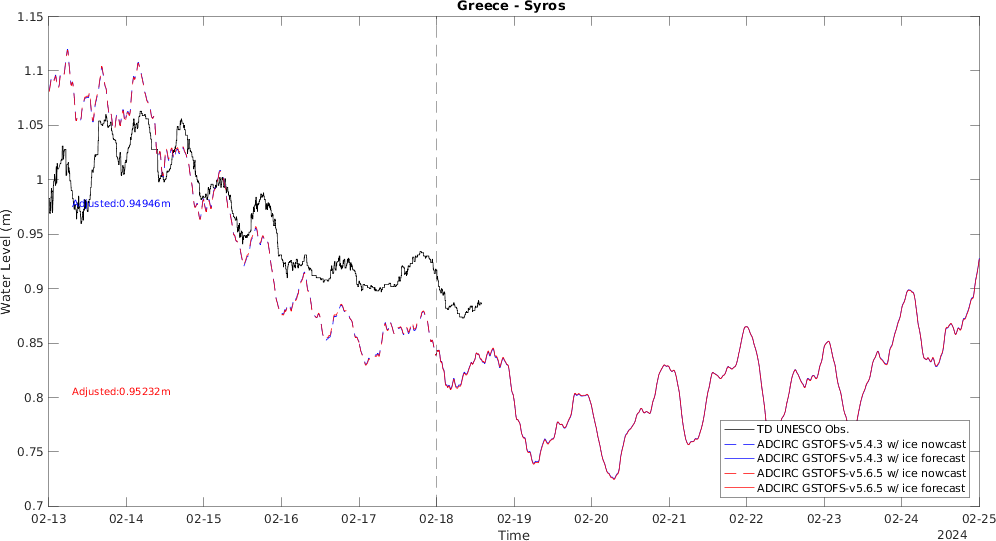 Greece - Syros
1.15
1.1
1.05
1
0.95
0.9
0.85
0.8
0.75
0.7
Water Level (m)
Adjusted:0.94946m
Adjusted:0.95232m
TD UNESCO Obs.
ADCIRC GSTOFS-v5.4.3 w/ ice nowcast
ADCIRC GSTOFS-v5.4.3 w/ ice forecast
ADCIRC GSTOFS-v5.6.5 w/ ice nowcast
ADCIRC GSTOFS-v5.6.5 w/ ice forecast
02-13 02-14 02-15 02-16 02-17 02-18 02-19 02-20 02-21 02-22 02-23 02-24 02-25
Time
2024